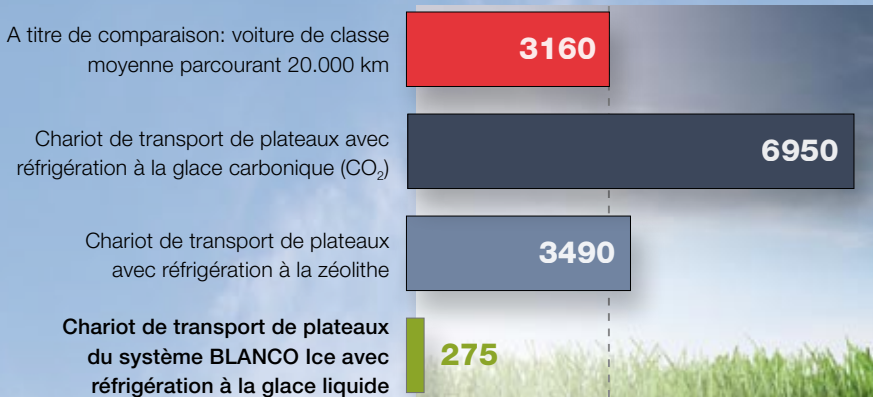 A titre de comparaison: voiture de classe
moyenne parcourant 20.000 km
3160
Chariot de transport de plateaux avec
réfrigération à la glace carbonique (CO₂)
6950
Chariot de transport de plateaux
avec réfrigération à la zéolithe
3490
Chariot de transport de plateaux
du système BLANCO Ice avec
réfrigération à la glace liquide
275